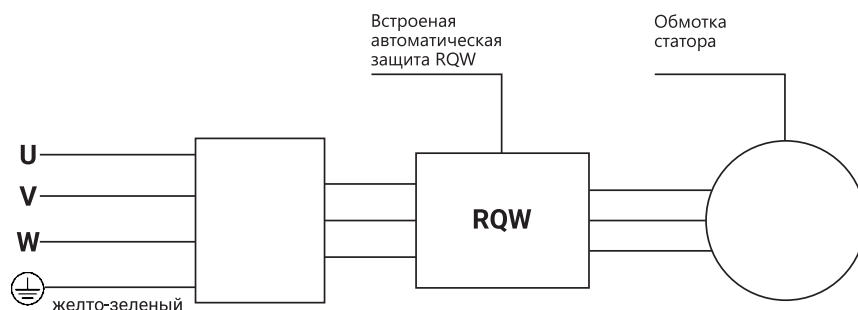 Встроеная
автоматическая
защита RQW
Обмотка
статора
U
V
W
RQW
желто-зеленый